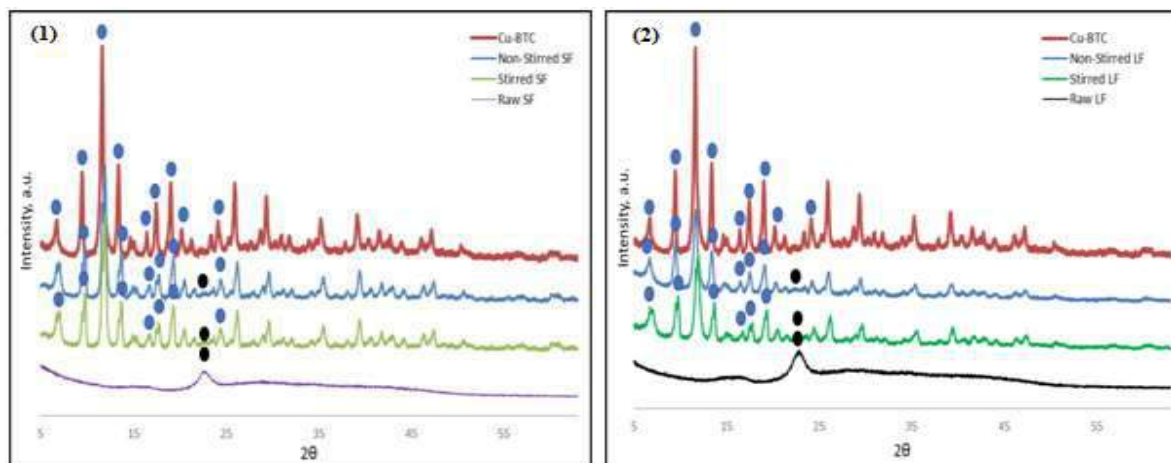 (1)
Cu-BTC
Non-Stirred SF
Stirred SF
Raw SF
Intensity, a.u.
5 15 25 35 45 55
2θ
(2)
Cu-BTC
Non-Stirred LF
Stirred LF
Raw LF
Intensity, a.u.
5 15 25 35 45 55
2θ